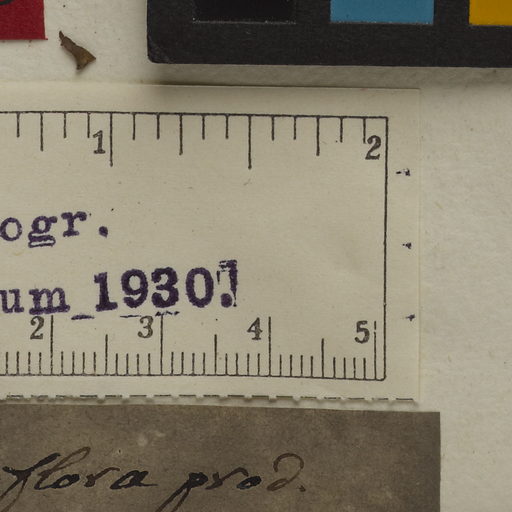 1 2
ogr.
um 1930.
2 3 4 5
flora prod.